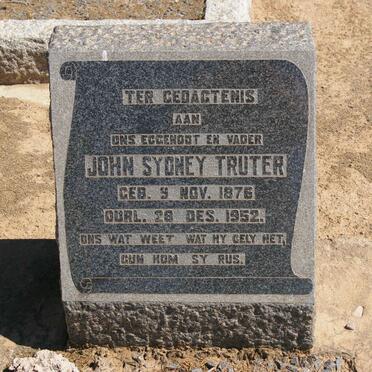 TER GEDAGTENIS
AAN
ONS EGGENOOT EN VADER
JOHN SYDNEY TRUTER
GEB. 9 NOV. 1876
OORL. 28 DES. 1952.
ONS WAT WEET WAT HY GELY HET,
GUN HOM SY RUS.